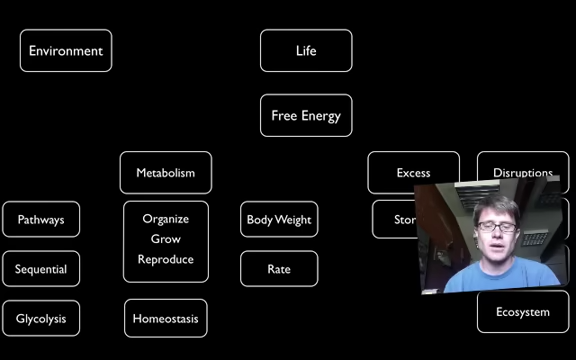 Environment
Life
Free Energy
Metabolism
Excess
Disruptions
Pathways
Organize
Grow
Reproduce
Body Weight
Sequential
Rate
Glycolysis
Homeostasis
Ecosystem